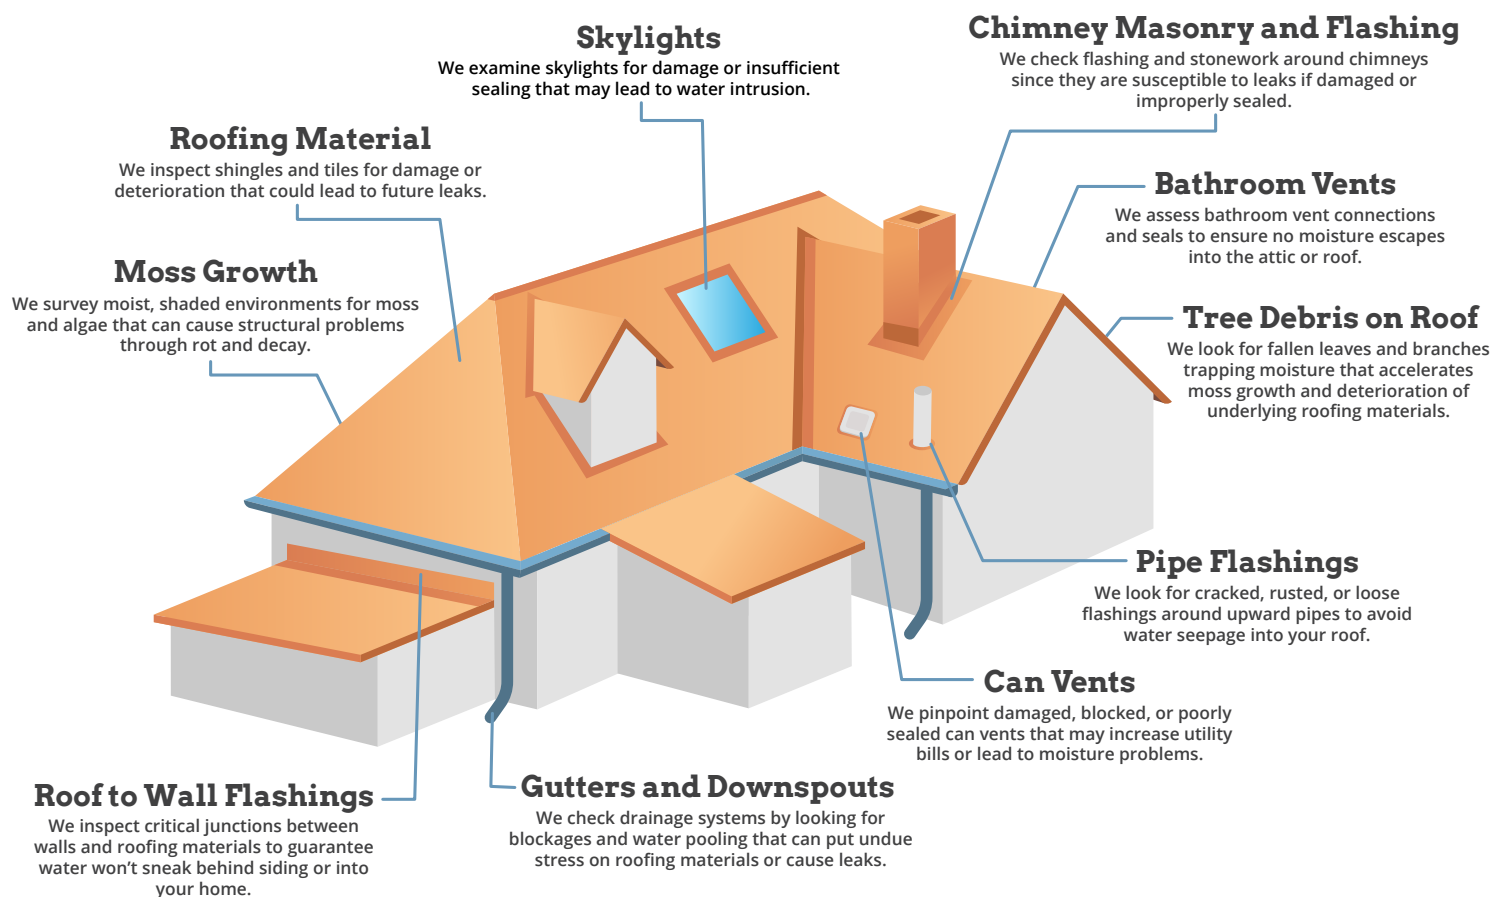 Skylights
We examine skylights for damage or insufficient
sealing that may lead to water intrusion.
Chimney Masonry and Flashing
We check flashing and stonework around chimneys
since they are susceptible to leaks if damaged or
improperly sealed.
Roofing Material
We inspect shingles and tiles for damage or
deterioration that could lead to future leaks.
Bathroom Vents
We assess bathroom vent connections
and seals to ensure no moisture escapes
into the attic or roof.
Moss Growth
We survey moist, shaded environments for moss
and algae that can cause structural problems
through rot and decay.
Tree Debris on Roof
We look for fallen leaves and branches
trapping moisture that accelerates
moss growth and deterioration of
underlying roofing materials.
Pipe Flashings
We look for cracked, rusted, or loose
flashings around upward pipes to avoid
water seepage into your roof.
Can Vents
We pinpoint damaged, blocked, or poorly
sealed can vents that may increase utility
bills or lead to moisture problems.
Roof to Wall Flashings
We inspect critical junctions between
walls and roofing materials to guarantee
water won’t sneak behind siding or into
your home.
Gutters and Downspouts
We check drainage systems by looking for
blockages and water pooling that can put undue
stress on roofing materials or cause leaks.